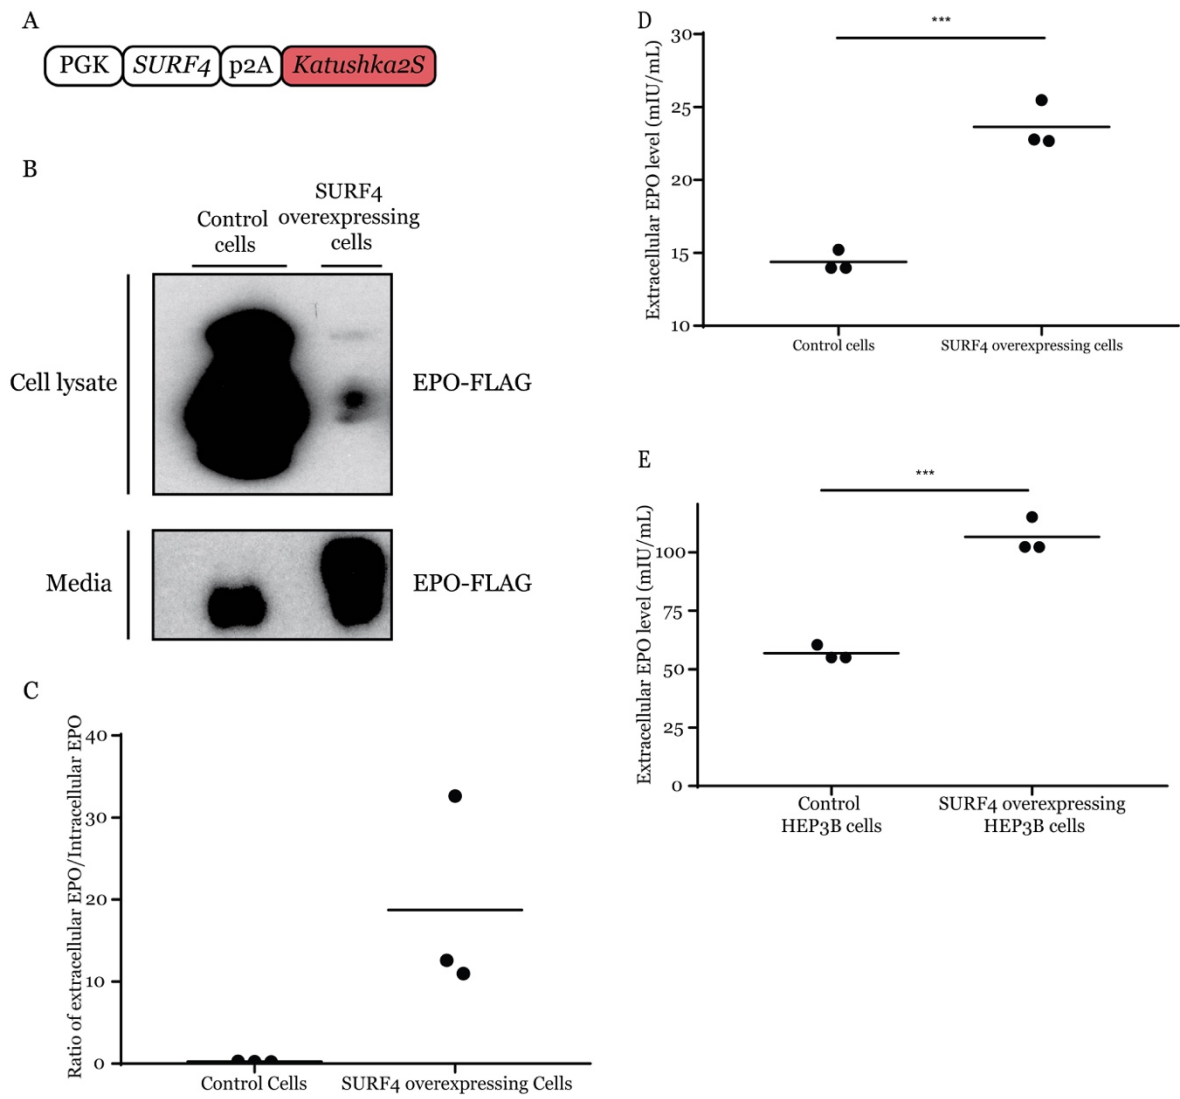 A
PGK SURF4 p2A Katushka2S
B
Control
cells
SURF4
overexpressing
cells
Cell lysate
EPO-FLAG
Media
EPO-FLAG
C
Ratio of extracellular EPO/Intracellular EPO
40
30
20
10
0
Control Cells
SURF4 overexpressing Cells
D
***
Extracellular EPO level (mIU/mL)
30
25
20
15
10
Control cells
SURF4 overexpressing cells
E
***
Extracellular EPO level (mIU/mL)
100
75
50
25
0
Control
HEP3B cells
SURF4 overexpressing
HEP3B cells